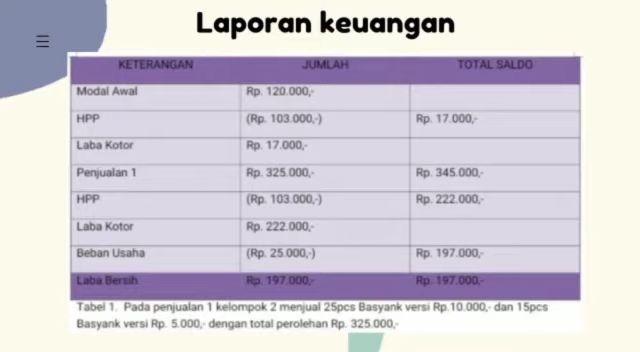 Laporan keuangan
KETERANGAN JUMLAH TOTAL SALDO
Modal Awal Rp. 120.000,-
HPP (Rp. 103.000,-) Rp. 17.000,-
Laba Kotor Rp. 17.000,-
Penjualan 1 Rp. 325.000,- Rp. 345.000,-
HPP (Rp. 103.000,-) Rp. 222.000,-
Laba Kotor Rp. 222.000,-
Beban Usaha (Rp. 25.000,-) Rp. 197.000,-
Laba Bersih Rp. 197.000,- Rp. 197.000,-
Tabel 1. Pada penjualan 1 kelompok 2 menjual 25pcs Basyank versi Rp.10.000,- dan 15pcs
Basyank versi Rp. 5.000,- dengan total perolehan Rp. 325.000,-